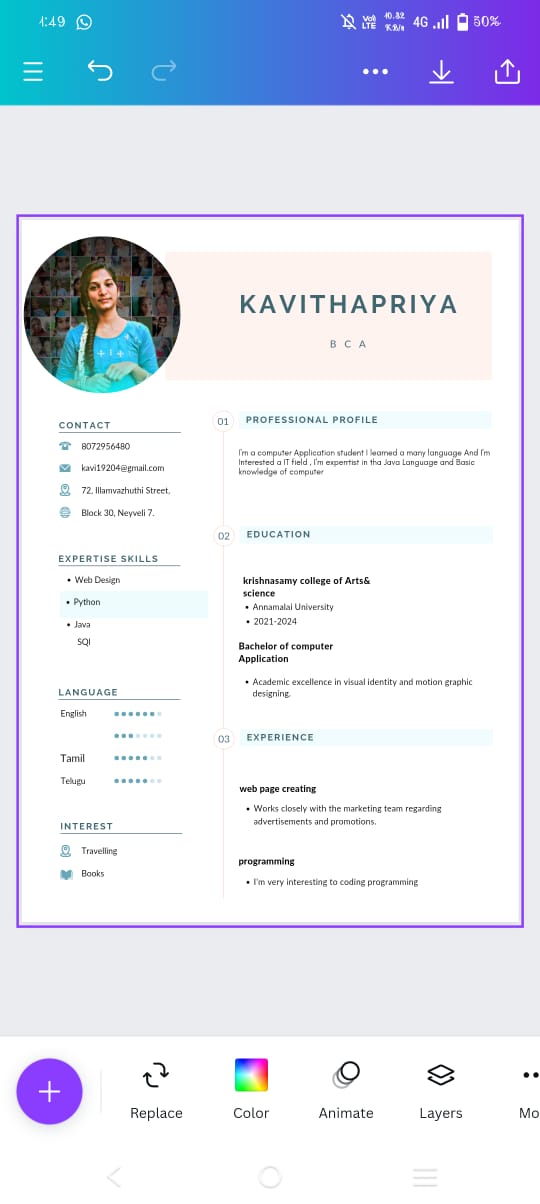 1:49
Vo)
LTE
10.82
KB/s
4G
50%
KAVITHAPRIYA
BCA
CONTACT
8072956480
kavi19204@gmail.com
72, Illamvazhuthi Street,
Block 30, Neyveli 7.
EXPERTISE SKILLS
• Web Design
• Python
• Java
SQl
LANGUAGE
English
Tamil
Telugu
INTEREST
Travelling
Books
01
PROFESSIONAL PROFILE
I'm a computer Application student I learned a many language And I'm
Interested a IT field , I'm experrtist in tha Java Language and Basic
knowledge of computer
02
EDUCATION
krishnasamy college of Arts&
science
• Annamalai University
• 2021-2024
Bachelor of computer
Application
• Academic excellence in visual identity and motion graphic
designing.
03
EXPERIENCE
web page creating
• Works closely with the marketing team regarding
advertisements and promotions.
programming
• I'm very interesting to coding programming
Replace
Color
Animate
Layers
Mo